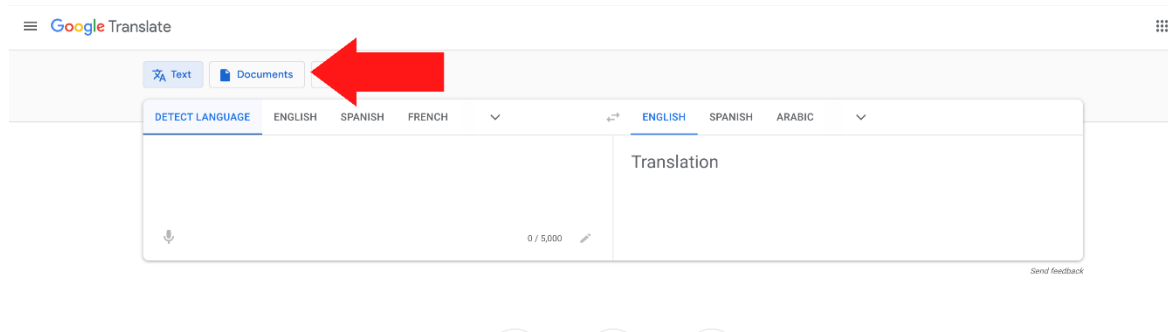 Google Translate
Text Documents
DETECT LANGUAGE ENGLISH SPANISH FRENCH ENGLISH SPANISH ARABIC
Translation
0 / 5,000
Send feedback